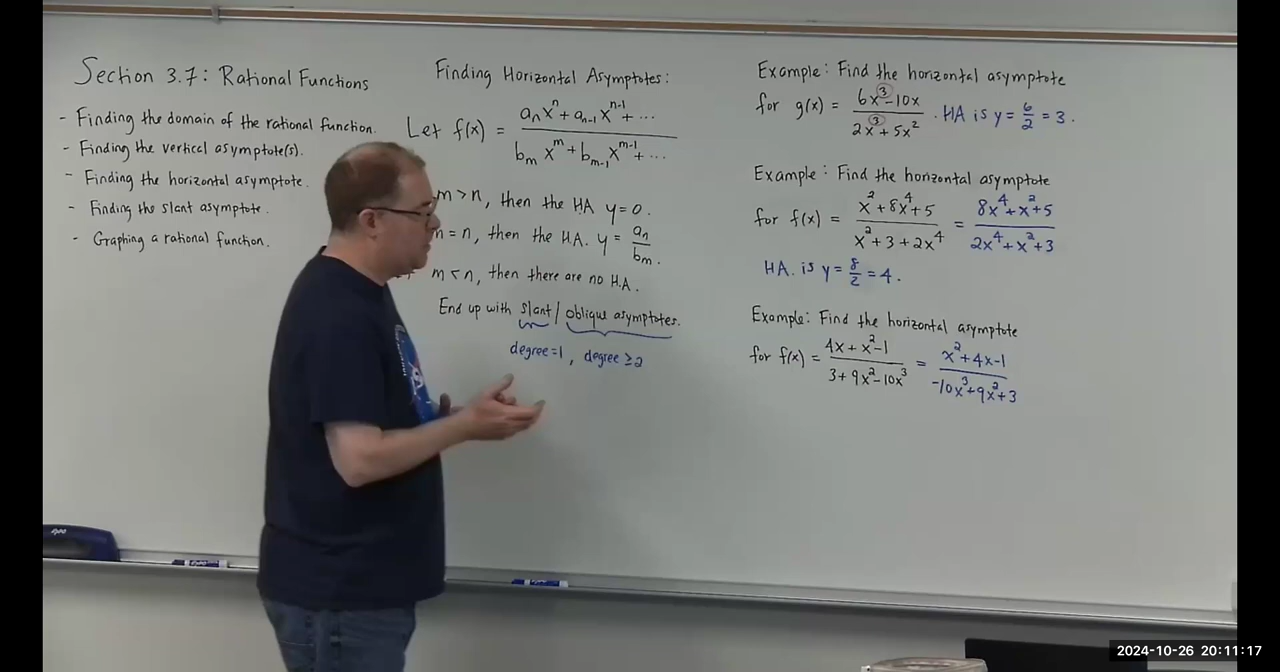 Section 3.7: Rational Functions
- Finding the domain of the rational function.
- Finding the vertical asymptote(s).
- Finding the horizontal asymptote.
- Finding the slant asymptote.
- Graphing a rational function.
Finding Horizontal Asymptotes:
Let f(x) = (aₙxⁿ + aₙ₋₁xⁿ⁻¹ + ···) / (bₘxᵐ + bₘ₋₁xᵐ⁻¹ + ···)
m > n, then the HA y = 0.
m = n, then the H.A. y = aₙ/bₘ.
m < n, then there are no H.A.
End up with slant / oblique asymptotes.
degree = 1, degree ≥ 2
Example: Find the horizontal asymptote
for g(x) = (6x³ - 10x) / (2x³ + 5x²). HA is y = 6/2 = 3.
Example: Find the horizontal asymptote
for f(x) = (x² + 8x⁴ + 5) / (x² + 3 + 2x⁴) = (8x⁴ + x² + 5) / (2x⁴ + x² + 3)
HA. is y = 8/2 = 4.
Example: Find the horizontal asymptote
for f(x) = (4x + x² - 1) / (3 + 9x² - 10x³) = (x² + 4x - 1) / (-10x³ + 9x² + 3)
expo
2024-10-26 20:11:17